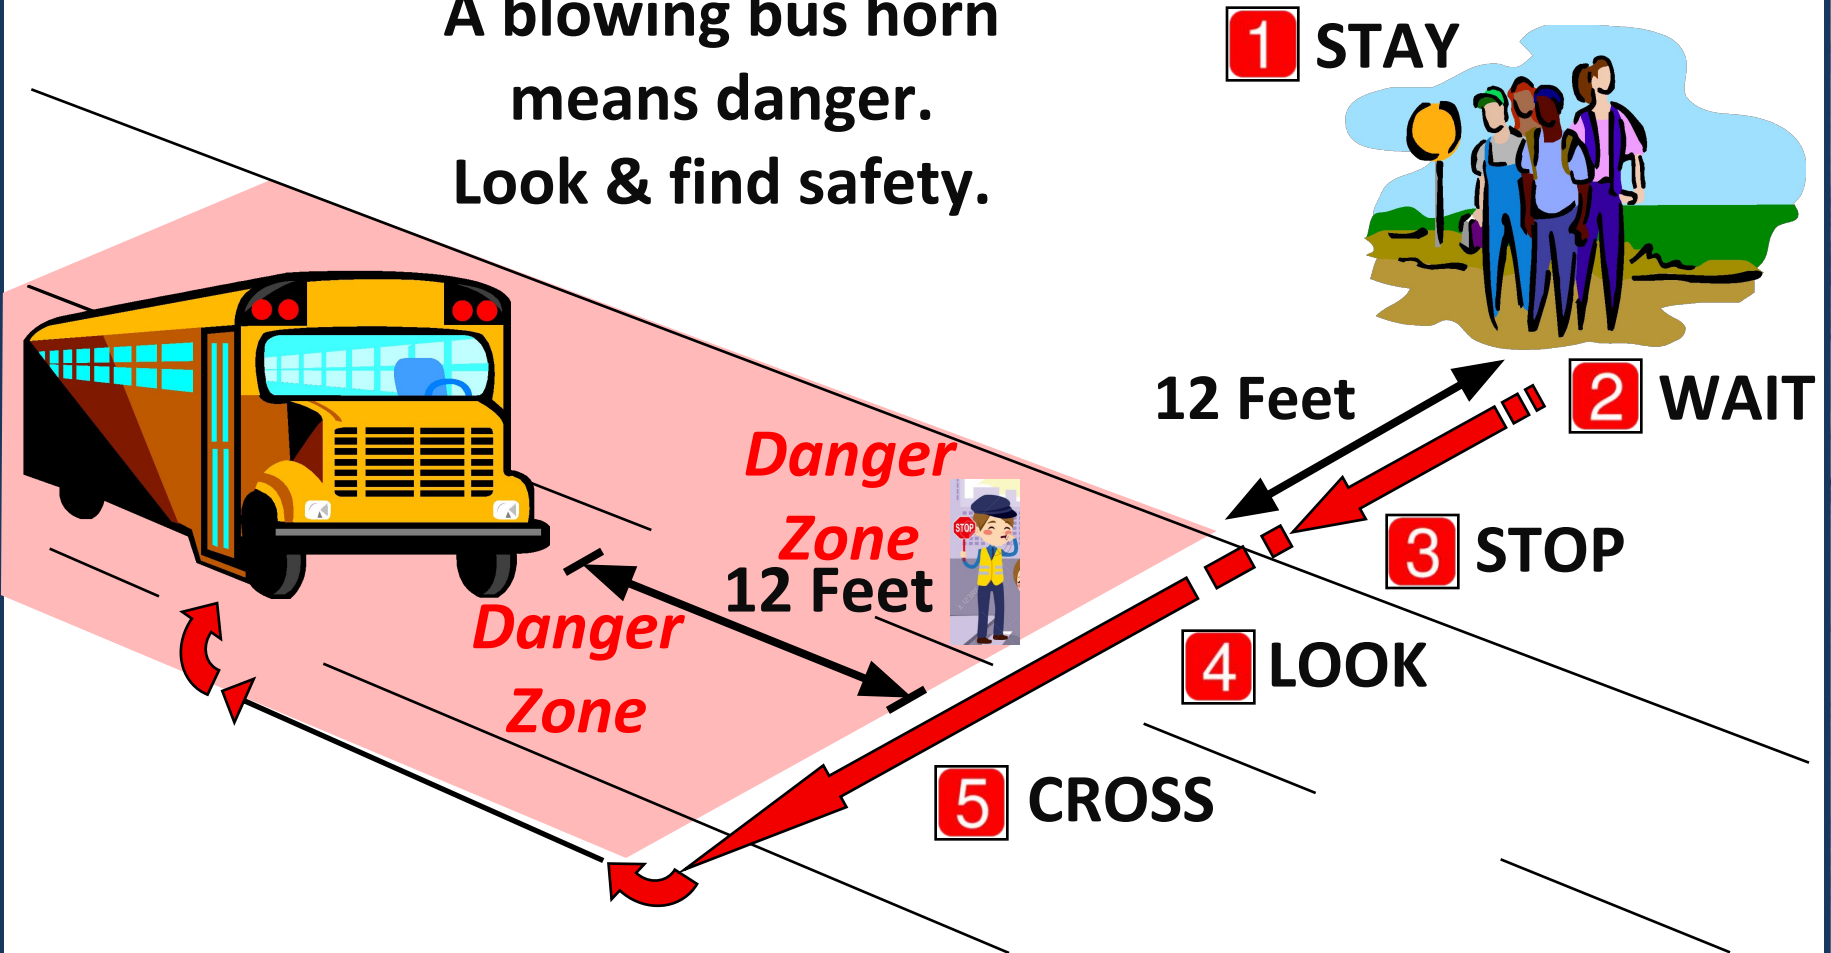 A blowing bus horn
means danger.
Look & find safety.
1 STAY
12 Feet
2 WAIT
Danger
Zone
STOP
3 STOP
12 Feet
Danger
Zone
4 LOOK
5 CROSS